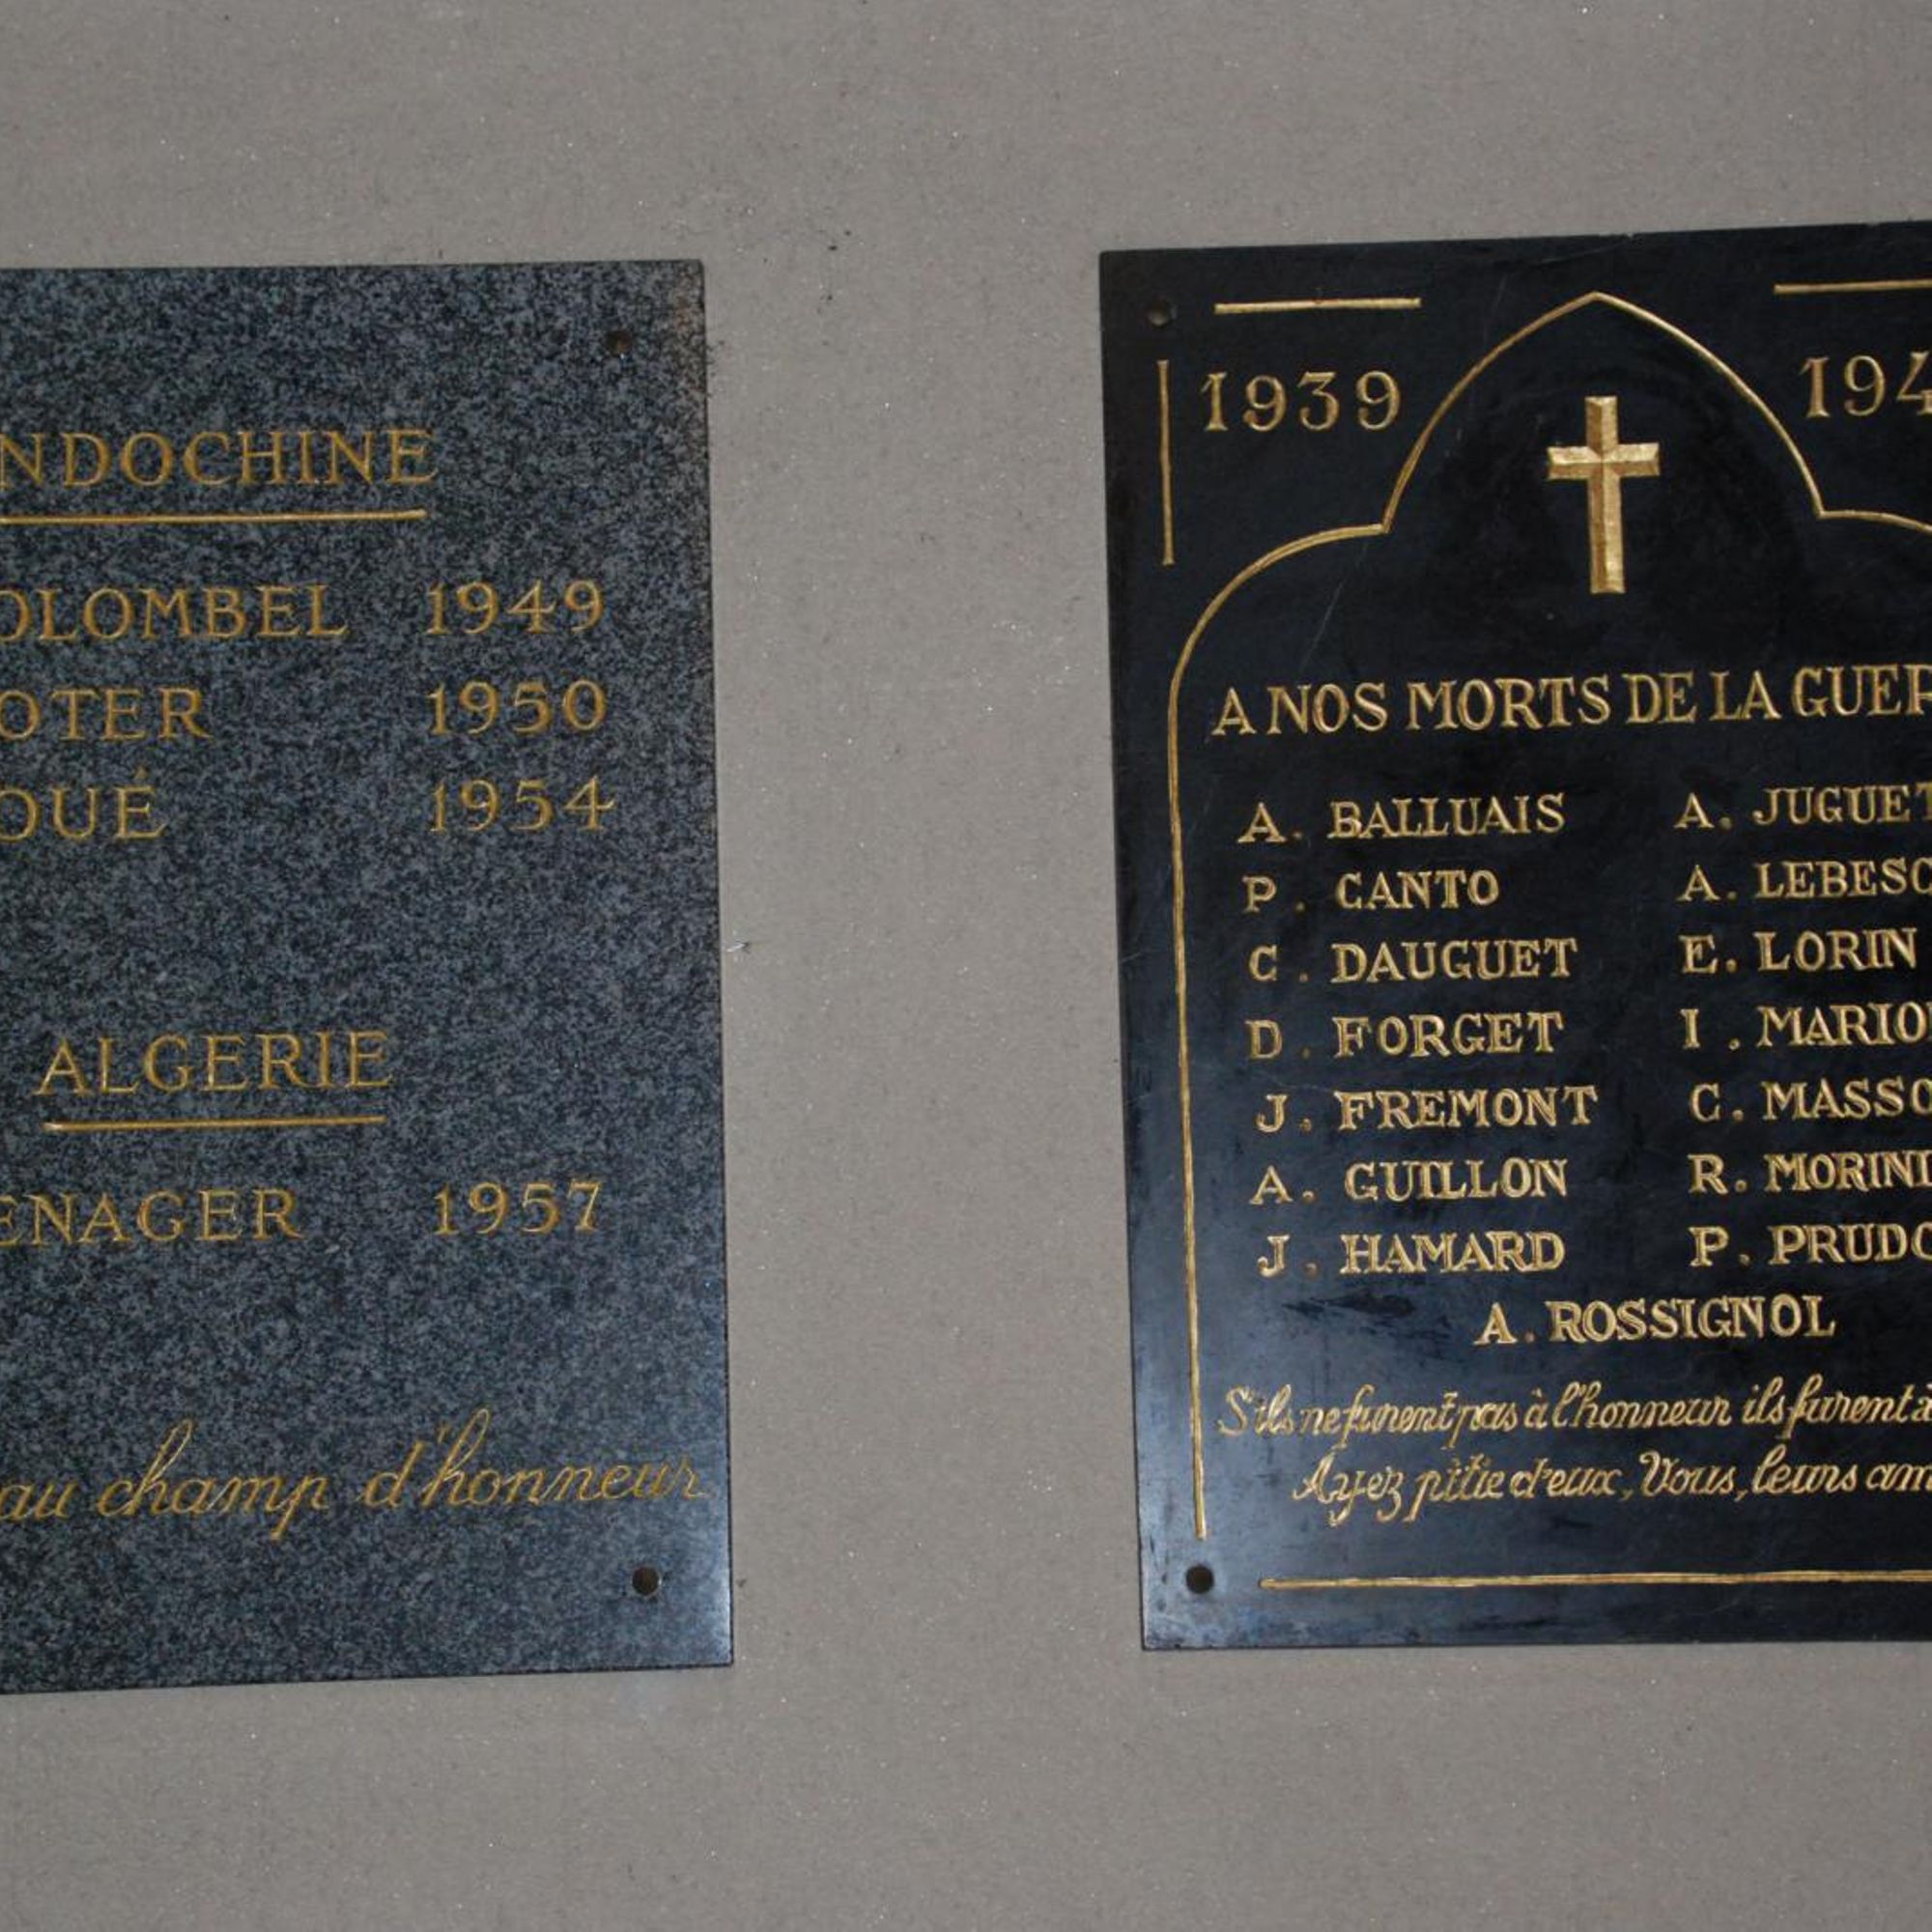 NDOCHINE
OLOMBEL 1949
OTER 1950
OUÉ 1954
ALGERIE
ENAGER 1957
au champ d'honneur
1939 194
A NOS MORTS DE LA GUER
A. BALLUAIS A. JUGUET
P. CANTO A. LEBESC
C. DAUGUET E. LORIN
D. FORGET I. MARIO
J. FREMONT C. MASSO
A. GUILLON R. MORINI
J. HAMARD P. PRUDO
A. ROSSIGNOL
S'ils ne furent pas à l'honneur ils furent à
Ayez pitie d'eux, Vous, leurs am